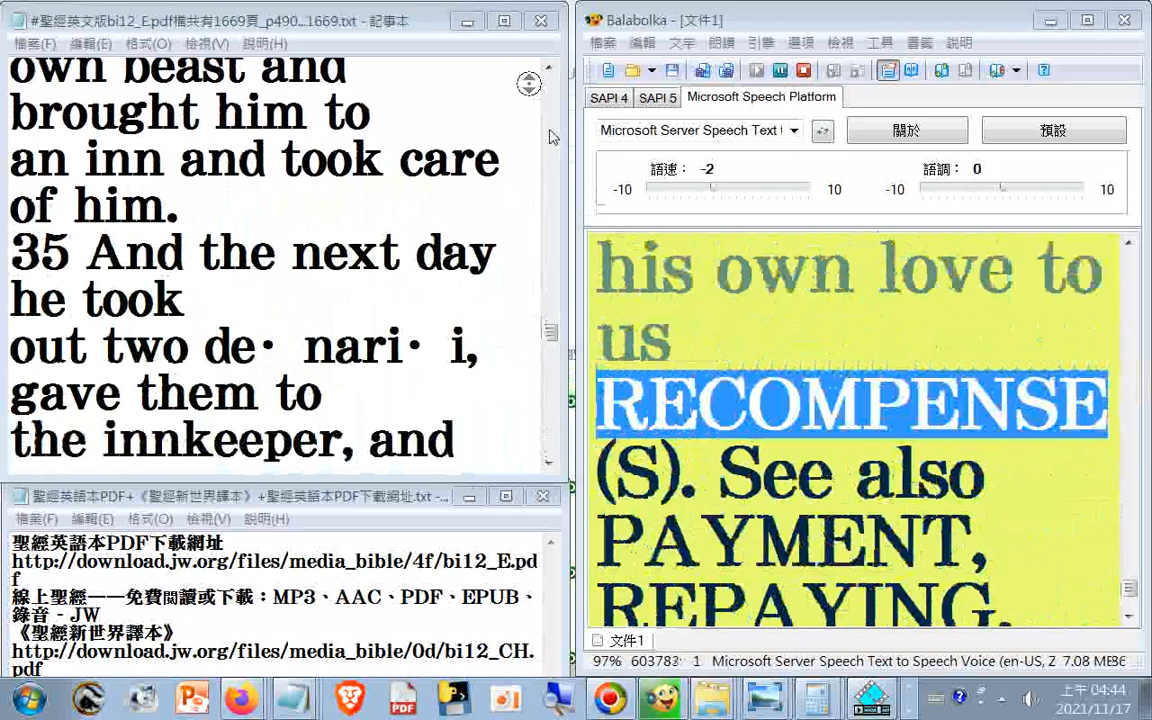 #聖經英文版bi12_E.pdf構共有1669頁_p490...1669.txt - 記事本
檔案(F) 編輯(E) 格式(O) 檢視(V) 說明(H)
own beast and
brought him to
an inn and took care
of him.
35 And the next day
he took
out two de· nari· i,
gave them to
the innkeeper, and
聖經英語本PDF+《聖經新世界譯本》+聖經英語本PDF下載網址.txt -...
檔案(F) 編輯(E) 格式(O) 檢視(V) 說明(H)
聖經英語本PDF下載網址
http://download.jw.org/files/media_bible/4f/bi12_E.pd
f
線上聖經——免費閱讀或下載：MP3、AAC、PDF、EPUB、
錄音 - JW
《聖經新世界譯本》
http://download.jw.org/files/media_bible/0d/bi12_CH.
pdf
Balabolka - [文件1]
檔案 編輯 文字 朗讀 引擎 選項 檢視 工具 書籤 說明
SAPI 4 SAPI 5 Microsoft Speech Platform
Microsoft Server Speech Text 關於 預設
語速： -2 語調： 0
-10 10 -10 10
his own love to
us
RECOMPENSE
(S). See also
PAYMENT,
REPAYING.
文件1
97% 603783 1 Microsoft Server Speech Text to Speech Voice (en-US, Z 7.08 MB
上午 04:44
2021/11/17